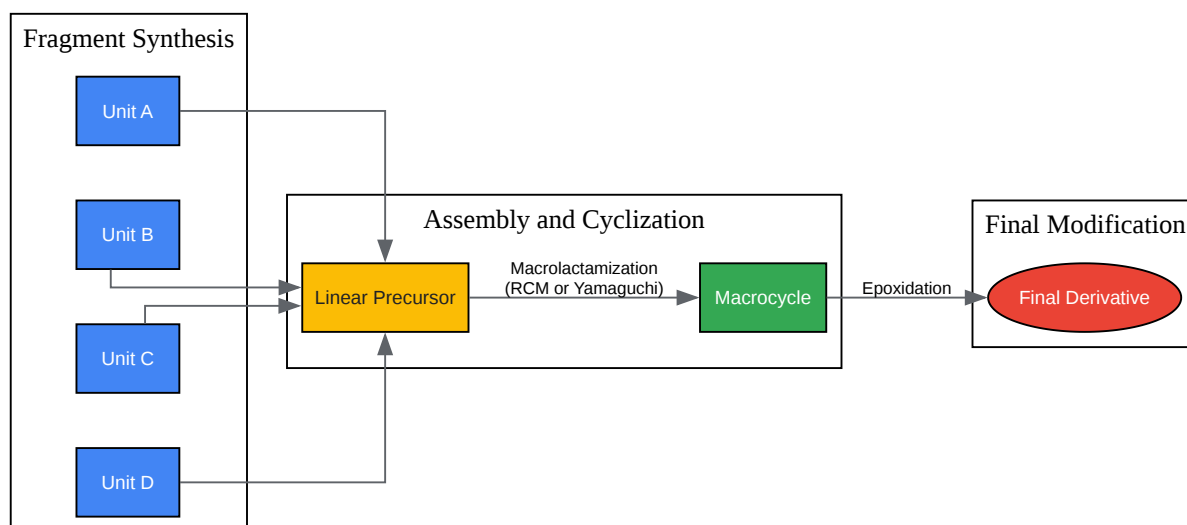 Fragment Synthesis
Unit A
Unit B
Unit C
Unit D
Assembly and Cyclization
Linear Precursor
Macrolactamization
(RCM or Yamaguchi)
Macrocycle
Epoxidation
Final Modification
Final Derivative